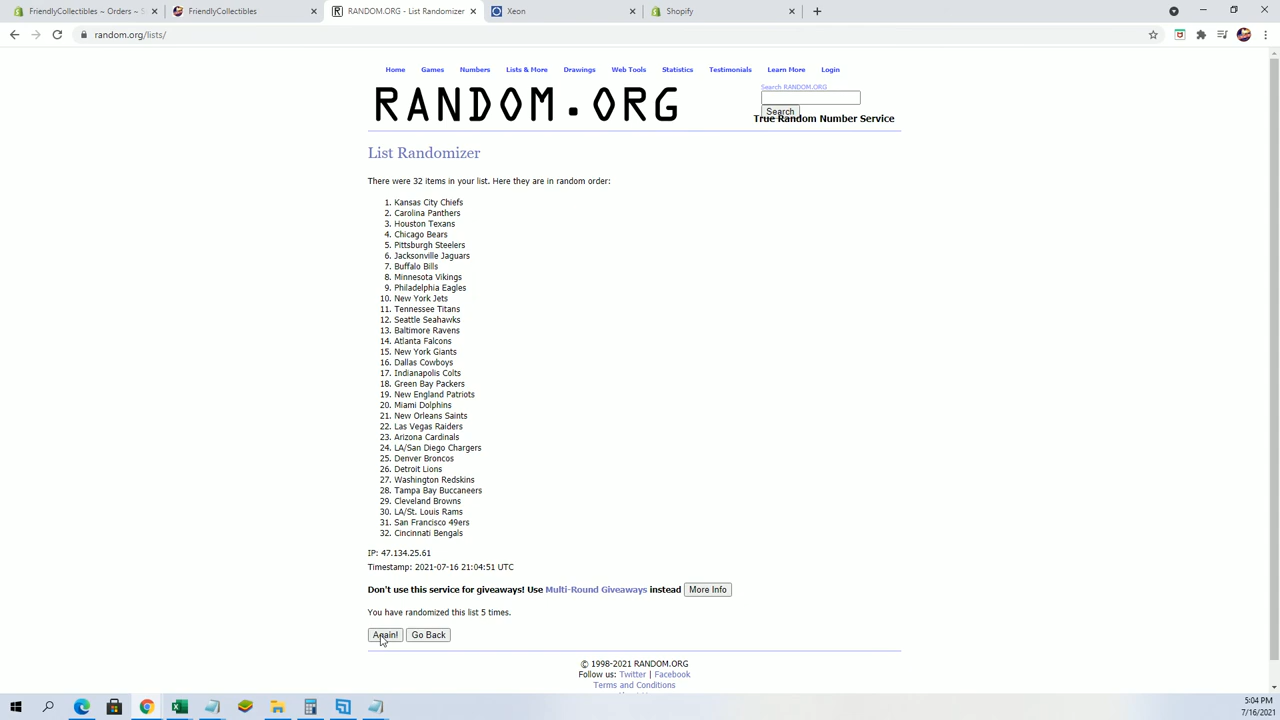 FriendlyCollectibles ~ Orders ~ S
FriendlyCollectibles
RANDOM.ORG - List Randomizer
Xeon
Shopify
random.org/lists/
Home Games Numbers Lists & More Drawings Web Tools Statistics Testimonials Learn More Login
Search RANDOM.ORG
RANDOM.ORG
Search
True Random Number Service
List Randomizer
There were 32 items in your list. Here they are in random order:
1. Kansas City Chiefs
2. Carolina Panthers
3. Houston Texans
4. Chicago Bears
5. Pittsburgh Steelers
6. Jacksonville Jaguars
7. Buffalo Bills
8. Minnesota Vikings
9. Philadelphia Eagles
10. New York Jets
11. Tennessee Titans
12. Seattle Seahawks
13. Baltimore Ravens
14. Atlanta Falcons
15. New York Giants
16. Dallas Cowboys
17. Indianapolis Colts
18. Green Bay Packers
19. New England Patriots
20. Miami Dolphins
21. New Orleans Saints
22. Las Vegas Raiders
23. Arizona Cardinals
24. LA/San Diego Chargers
25. Denver Broncos
26. Detroit Lions
27. Washington Redskins
28. Tampa Bay Buccaneers
29. Cleveland Browns
30. LA/St. Louis Rams
31. San Francisco 49ers
32. Cincinnati Bengals
IP: 47.134.25.61
Timestamp: 2021-07-16 21:04:51 UTC
Don't use this service for giveaways! Use Multi-Round Giveaways instead More Info
You have randomized this list 5 times.
Again! Go Back
© 1998-2021 RANDOM.ORG
Follow us: Twitter | Facebook
Terms and Conditions
5:04 PM
7/16/2021